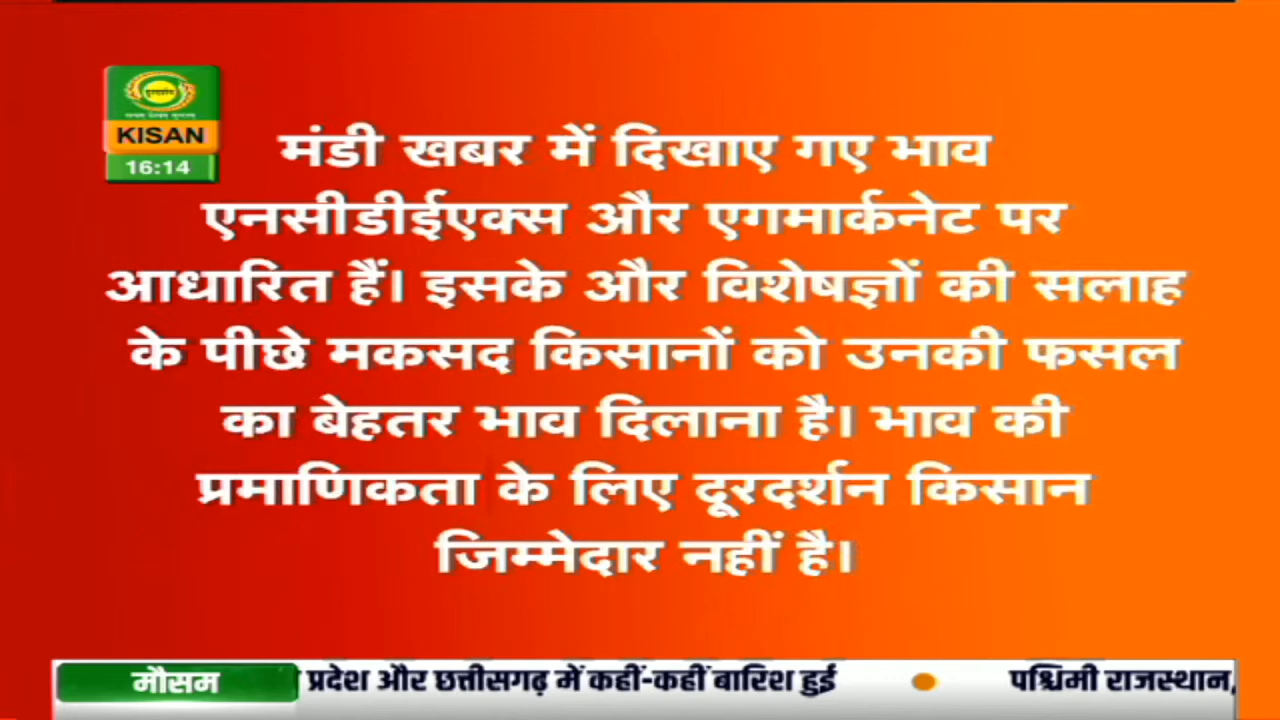 KISAN
16:14
मंडी खबर में दिखाए गए भाव
एनसीडीईएक्स और एगमार्कनेट पर
आधारित हैं। इसके और विशेषज्ञों की सलाह
के पीछे मकसद किसानों को उनकी फसल
का बेहतर भाव दिलाना है। भाव की
प्रमाणिकता के लिए दूरदर्शन किसान
जिम्मेदार नहीं है।
मौसम प्रदेश और छत्तीसगढ़ में कहीं-कहीं बारिश हुई पश्चिमी राजस्थान,